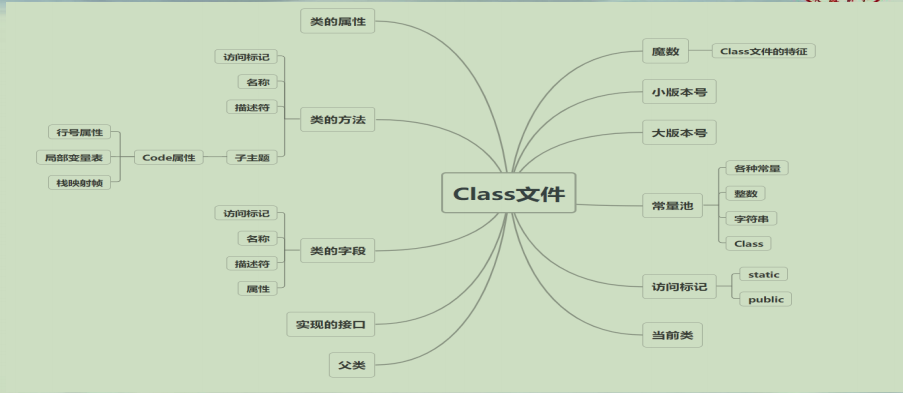 Class文件
魔数
Class文件的特征
小版本号
大版本号
常量池
各种常量
整数
字符串
Class
访问标记
static
public
当前类
父类
实现的接口
类的字段
访问标记
名称
描述符
属性
类的方法
访问标记
名称
描述符
子主题
Code属性
行号属性
局部变量表
栈映射帧
类的属性